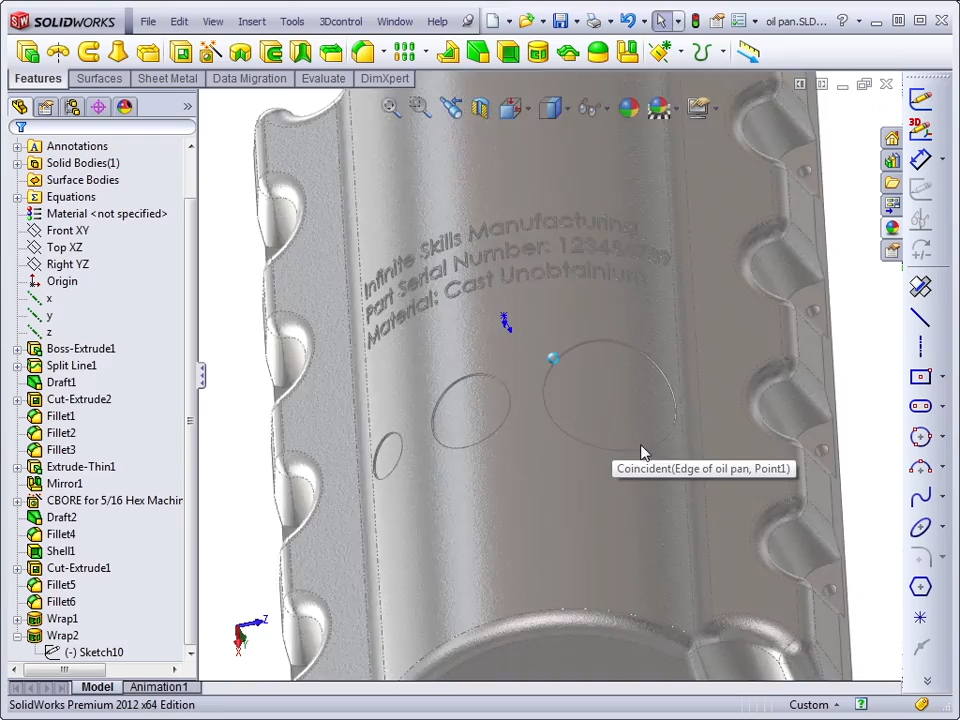 SOLIDWORKS
File Edit View Insert Tools 3Dcontrol Window Help
oil pan.SLD...
Features Surfaces Sheet Metal Data Migration Evaluate DimXpert
Annotations
Solid Bodies(1)
Surface Bodies
Equations
Material <not specified>
Front XY
Top XZ
Right YZ
Origin
x
y
z
Boss-Extrude1
Split Line1
Draft1
Cut-Extrude2
Fillet1
Fillet2
Fillet3
Extrude-Thin1
Mirror1
CBORE for 5/16 Hex Machin
Draft2
Fillet4
Shell1
Cut-Extrude1
Fillet5
Fillet6
Wrap1
Wrap2
(-) Sketch10
Infinite Skills Manufacturing
Part Serial Number: 123456789
Material: Cast Unobtainium
Coincident(Edge of oil pan, Point1)
3D
Z
X
Model Animation1
SolidWorks Premium 2012 x64 Edition
Custom